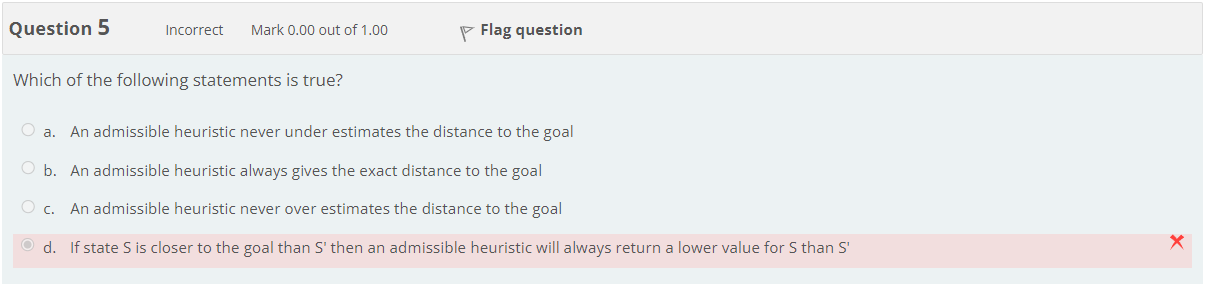 Question 5 Incorrect Mark 0.00 out of 1.00 Flag question
Which of the following statements is true?
a. An admissible heuristic never under estimates the distance to the goal
b. An admissible heuristic always gives the exact distance to the goal
c. An admissible heuristic never over estimates the distance to the goal
d. If state S is closer to the goal than S' then an admissible heuristic will always return a lower value for S than S'